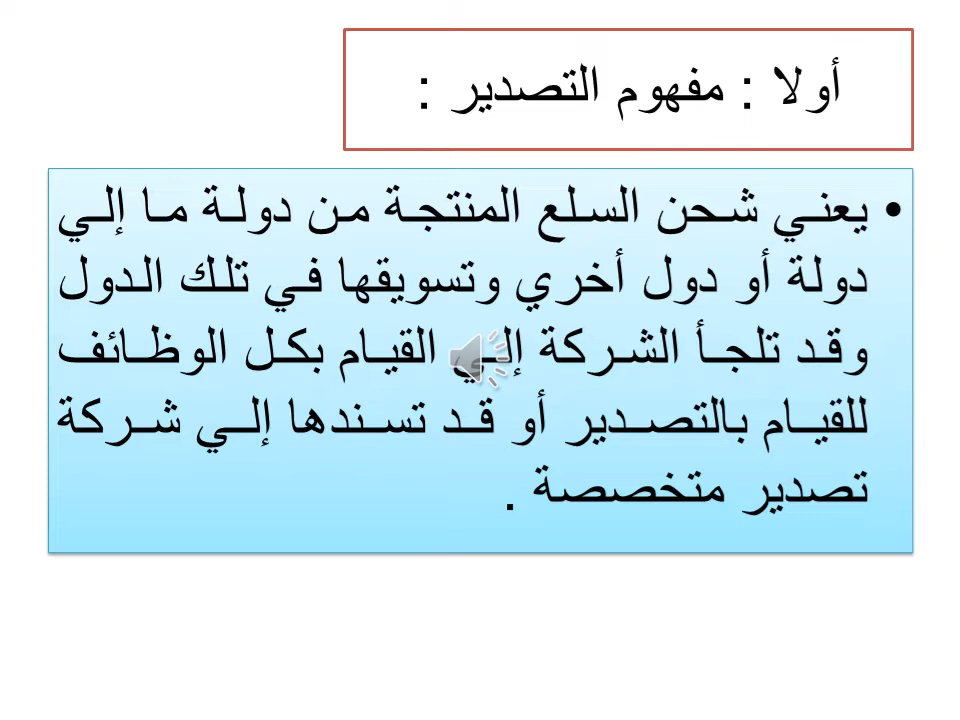 أولا : مفهوم التصدير :
• يعني شحن السلع المنتجة من دولة ما إلي
دولة أو دول أخري وتسويقها في تلك الدول
وقد تلجأ الشركة إلي القيام بكل الوظائف
للقيام بالتصدير أو قد تسندها إلي شركة
تصدير متخصصة .